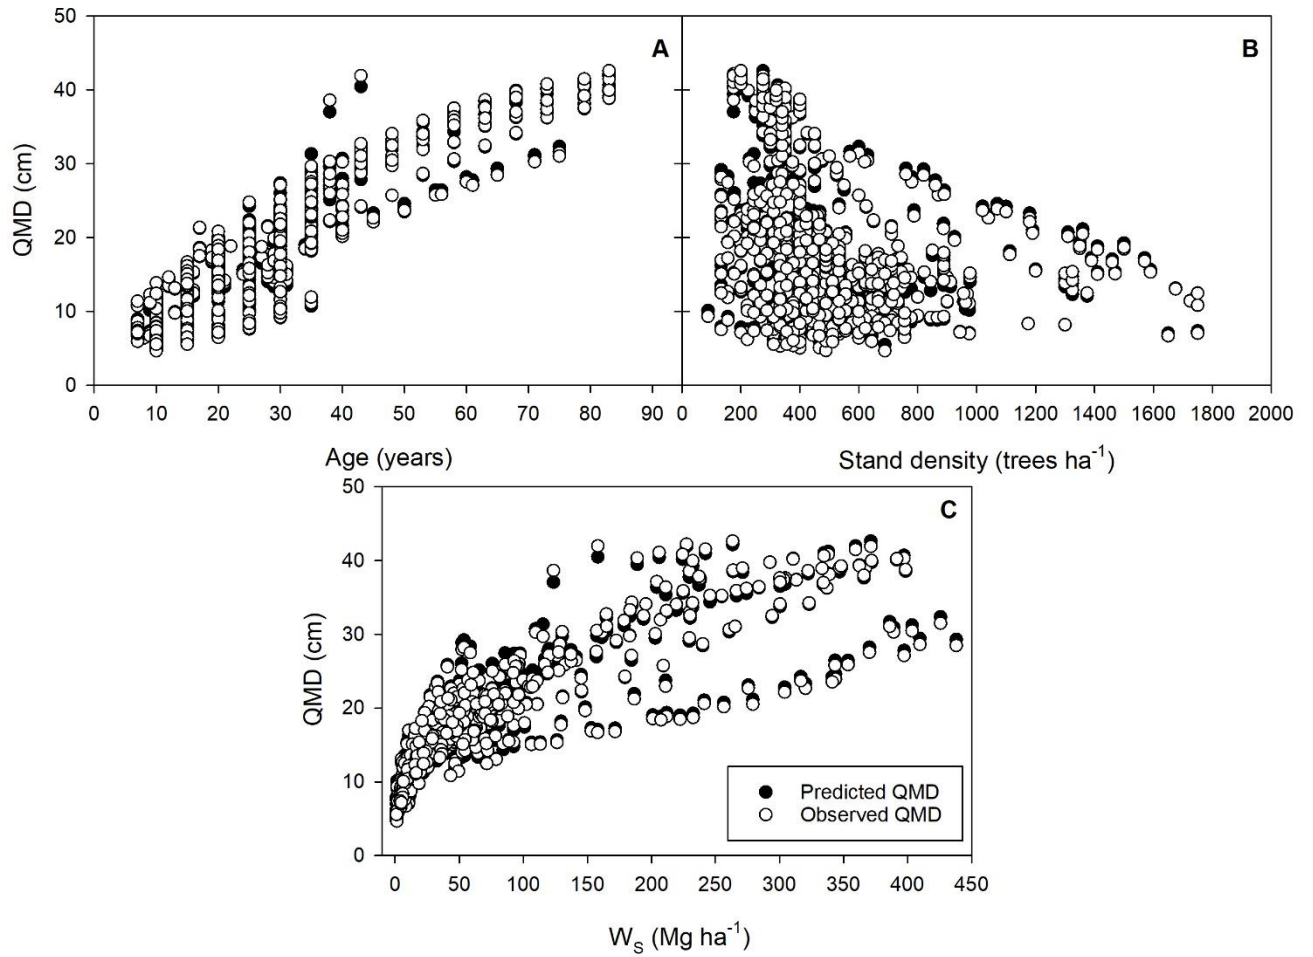 50
40
30
20
10
0
QMD (cm)
A
0 10 20 30 40 50 60 70 80 90
Age (years)
B
0 200 400 600 800 1000 1200 1400 1600 1800 2000
Stand density (trees ha⁻¹)
50
40
30
20
10
0
QMD (cm)
C
Predicted QMD
Observed QMD
0 50 100 150 200 250 300 350 400 450
W_S (Mg ha⁻¹)